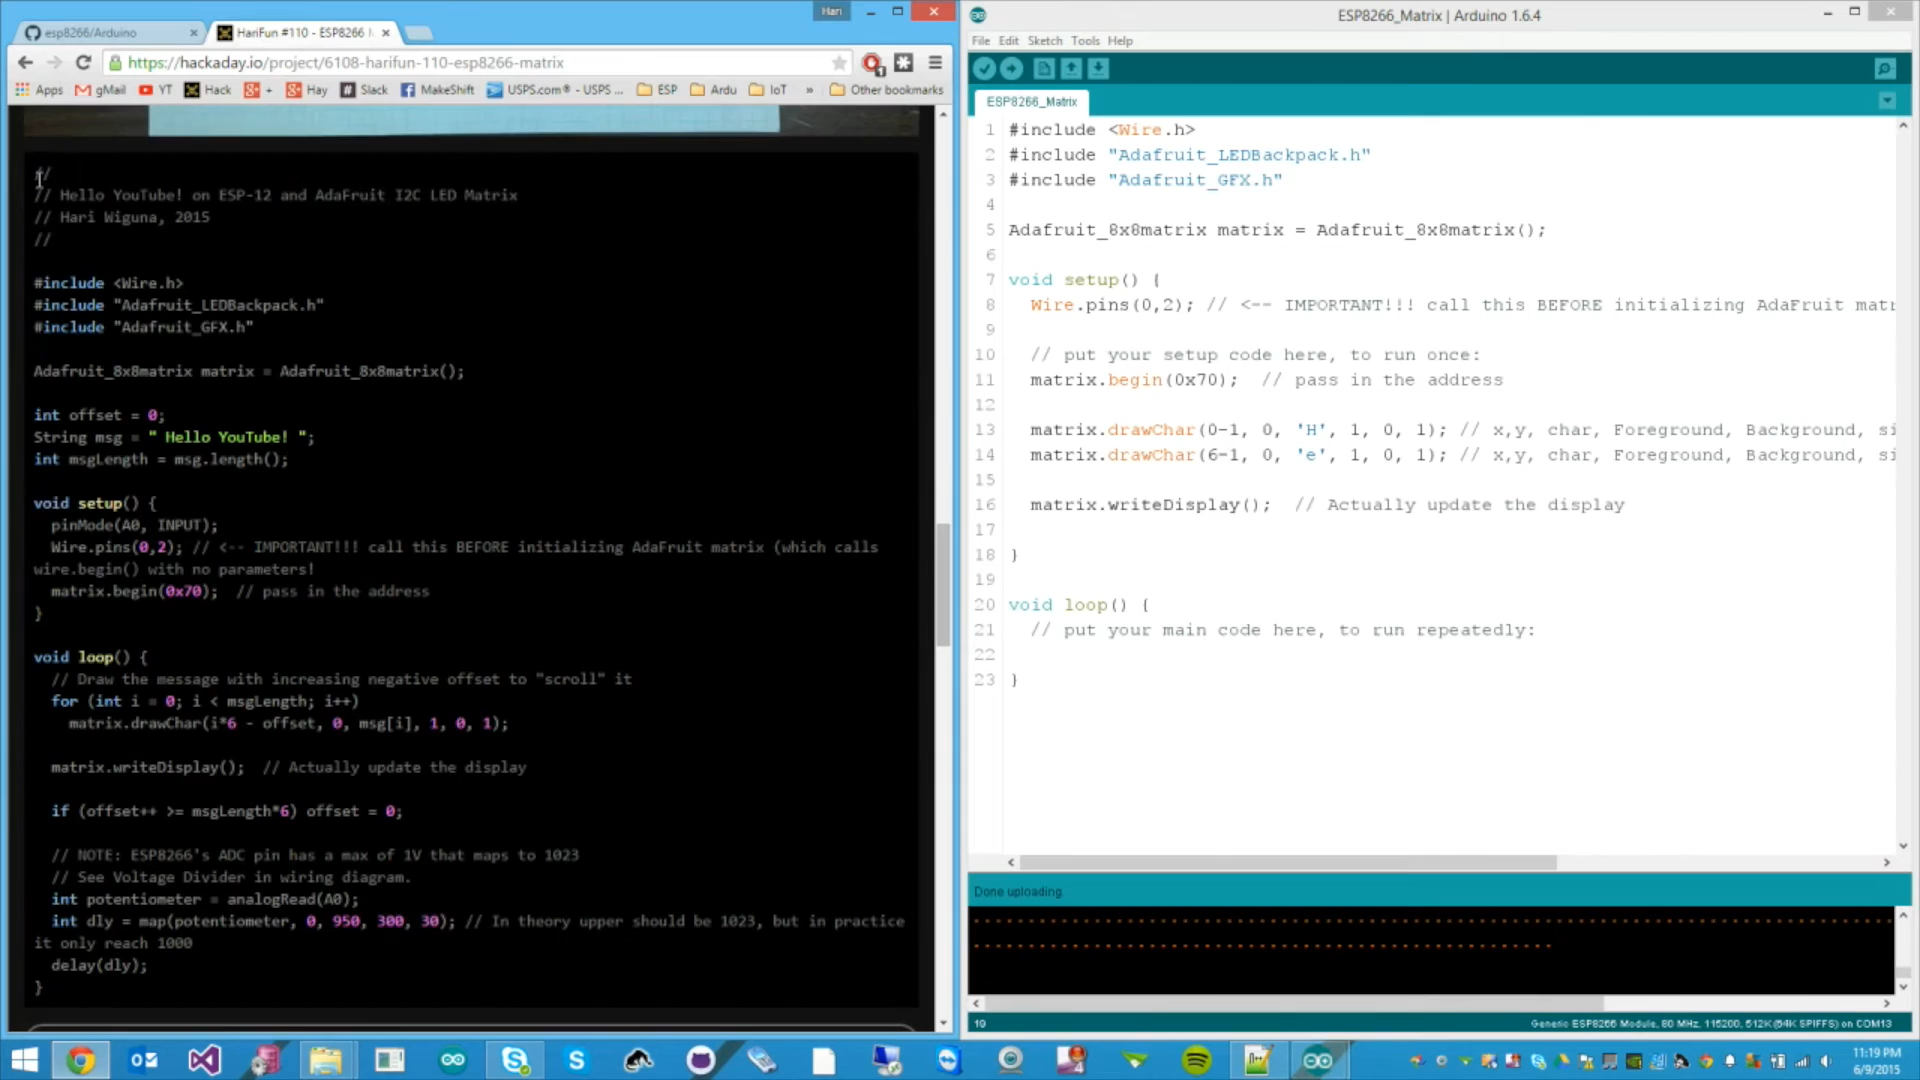 esp8266/Arduino
HariFun #110 - ESP8266
Hari
https://hackaday.io/project/6108-harifun-110-esp8266-matrix
Apps
gMail
YT
Hack
+
Hay
Slack
MakeShift
USPS.com® - USPS ...
ESP
Ardu
IoT
»
Other bookmarks
//
// Hello YouTube! on ESP-12 and AdaFruit I2C LED Matrix
// Hari Wiguna, 2015
//
#include <Wire.h>
#include "Adafruit_LEDBackpack.h"
#include "Adafruit_GFX.h"
Adafruit_8x8matrix matrix = Adafruit_8x8matrix();
int offset = 0;
String msg = " Hello YouTube! ";
int msgLength = msg.length();
void setup() {
pinMode(A0, INPUT);
Wire.pins(0,2); // <-- IMPORTANT!!! call this BEFORE initializing AdaFruit matrix (which calls
wire.begin() with no parameters!
matrix.begin(0x70); // pass in the address
}
void loop() {
// Draw the message with increasing negative offset to "scroll" it
for (int i = 0; i < msgLength; i++)
matrix.drawChar(i*6 - offset, 0, msg[i], 1, 0, 1);
matrix.writeDisplay(); // Actually update the display
if (offset++ >= msgLength*6) offset = 0;
// NOTE: ESP8266's ADC pin has a max of 1V that maps to 1023
// See Voltage Divider in wiring diagram.
int potentiometer = analogRead(A0);
int dly = map(potentiometer, 0, 950, 300, 30); // In theory upper should be 1023, but in practice
it only reach 1000
delay(dly);
}
ESP8266_Matrix | Arduino 1.6.4
File Edit Sketch Tools Help
ESP8266_Matrix
1 #include <Wire.h>
2 #include "Adafruit_LEDBackpack.h"
3 #include "Adafruit_GFX.h"
4
5 Adafruit_8x8matrix matrix = Adafruit_8x8matrix();
6
7 void setup() {
8 Wire.pins(0,2); // <-- IMPORTANT!!! call this BEFORE initializing AdaFruit matr
9
10 // put your setup code here, to run once:
11 matrix.begin(0x70); // pass in the address
12
13 matrix.drawChar(0-1, 0, 'H', 1, 0, 1); // x,y, char, Foreground, Background, si
14 matrix.drawChar(6-1, 0, 'e', 1, 0, 1); // x,y, char, Foreground, Background, si
15
16 matrix.writeDisplay(); // Actually update the display
17
18 }
19
20 void loop() {
21 // put your main code here, to run repeatedly:
22
23 }
Done uploading.
19
Generic ESP8266 Module, 80 MHz, 115200, 512K (64K SPIFFS) on COM13
11:19 PM
6/9/2015